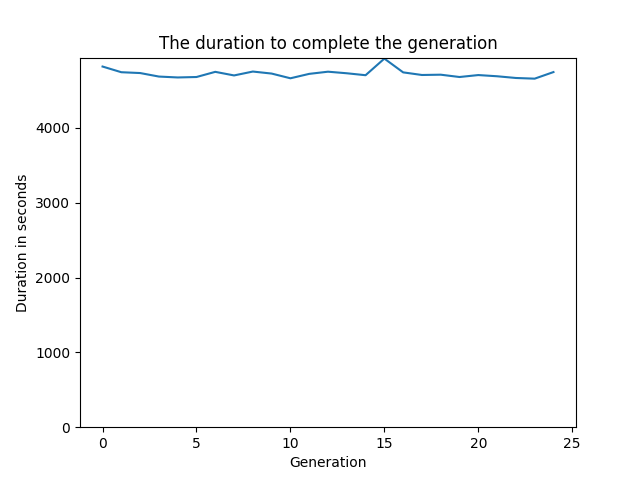 The duration to complete the generation
4000
3000
2000
1000
0
Duration in seconds
0 5 10 15 20 25
Generation